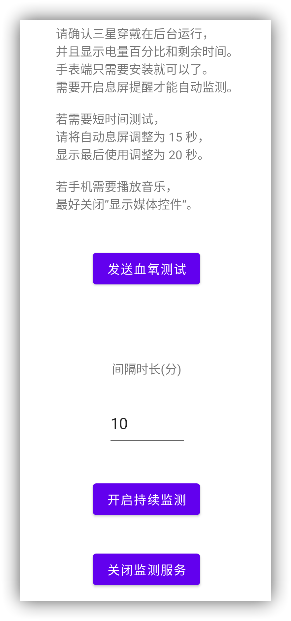 请确认三星穿戴在后台运行，
并且显示电量百分比和剩余时间。
手表端只需要安装就可以了。
需要开启息屏提醒才能自动监测。
若需要短时间测试，
请将自动息屏调整为 15 秒，
显示最后使用调整为 20 秒。
若手机需要播放音乐，
最好关闭"显示媒体控件"。
发送血氧测试
间隔时长(分)
10
开启持续监测
关闭监测服务